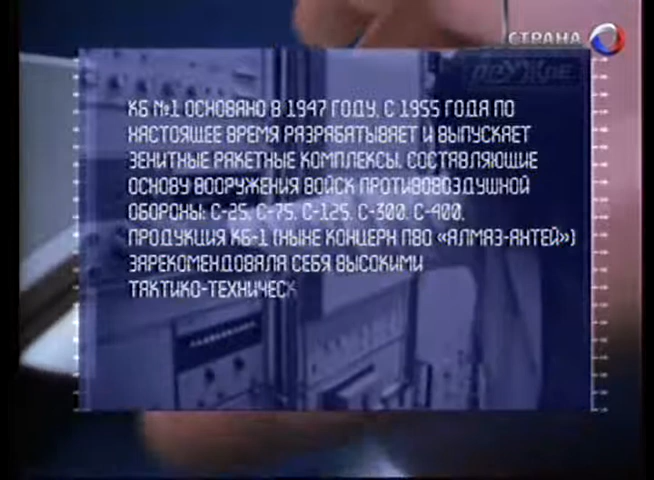 СТРАНА
ОРУЖИЕ
КБ №1 ОСНОВАНО В 1947 ГОДУ. С 1955 ГОДА ПО
НАСТОЯЩЕЕ ВРЕМЯ РАЗРАБАТЫВАЕТ И ВЫПУСКАЕТ
ЗЕНИТНЫЕ РАКЕТНЫЕ КОМПЛЕКСЫ, СОСТАВЛЯЮЩИЕ
ОСНОВУ ВООРУЖЕНИЯ ВОЙСК ПРОТИВОВОЗДУШНОЙ
ОБОРОНЫ: С-25, С-75, С-125, С-300, С-400.
ПРОДУКЦИЯ КБ-1 (НЫНЕ КОНЦЕРН ПВО «АЛМАЗ-АНТЕЙ»)
ЗАРЕКОМЕНДОВАЛА СЕБЯ ВЫСОКИМИ
ТАКТИКО-ТЕХНИЧЕСК